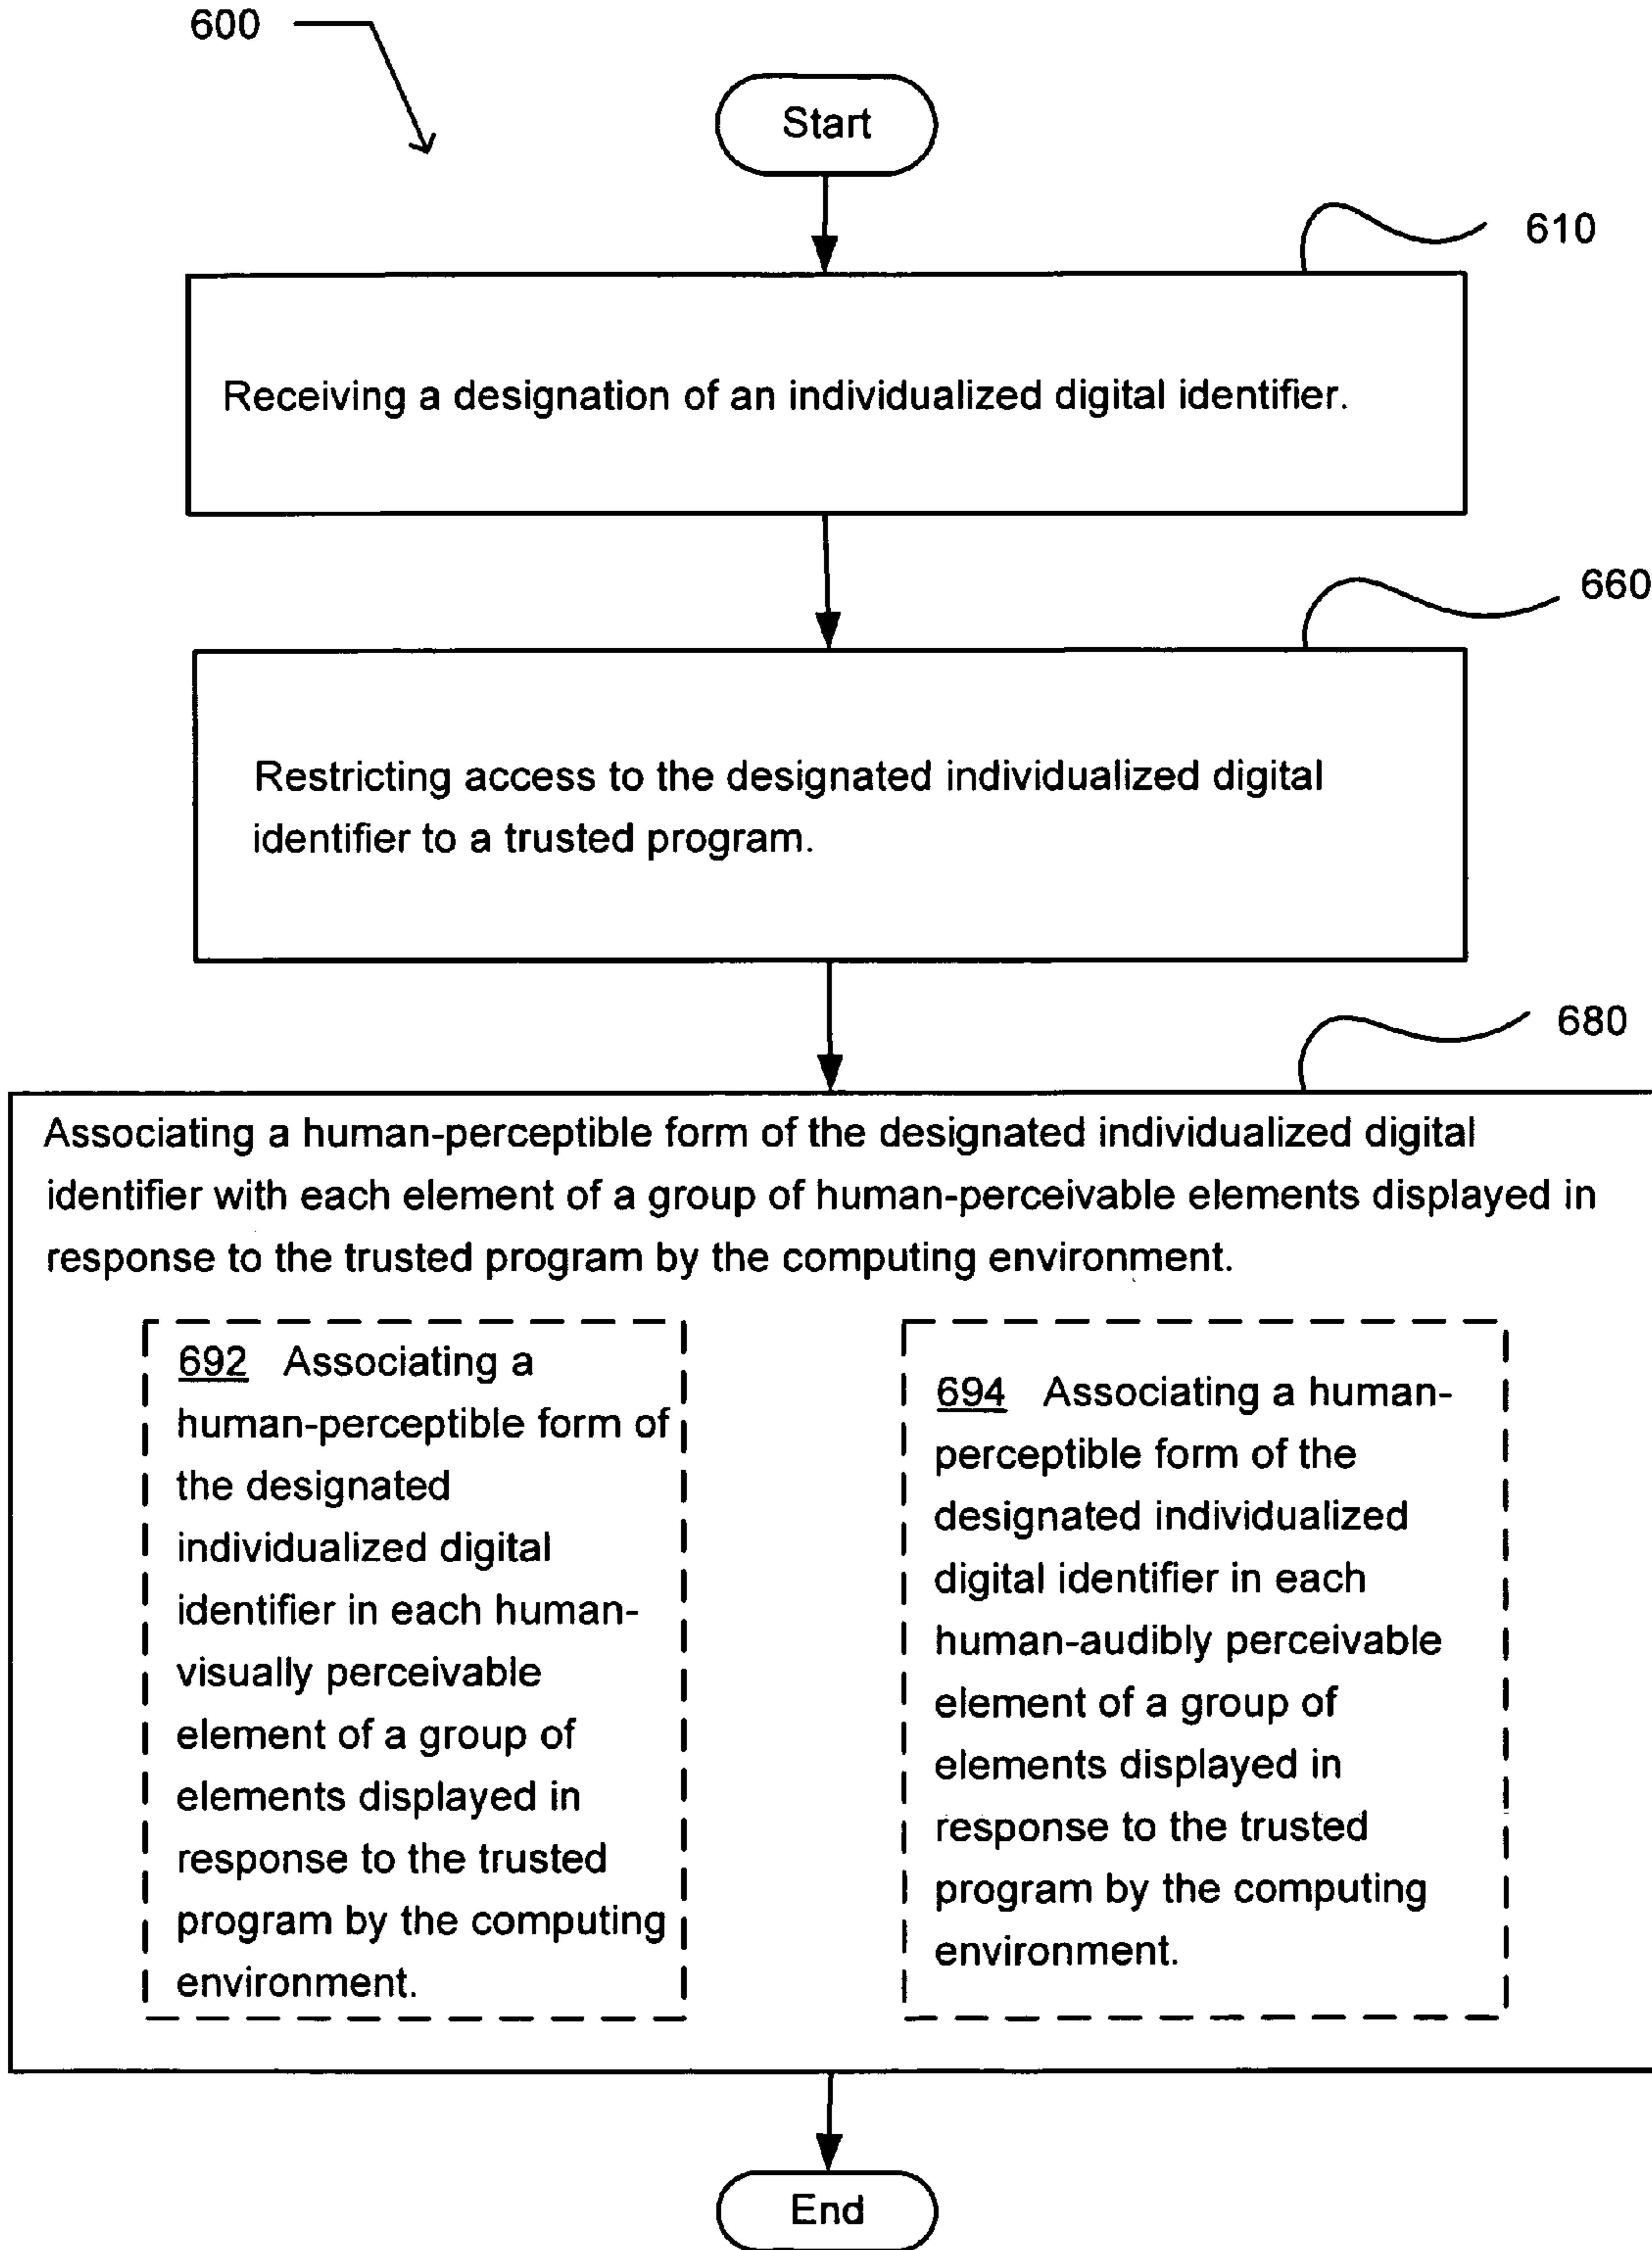 600
Start
610
Receiving a designation of an individualized digital identifier.
660
Restricting access to the designated individualized digital
identifier to a trusted program.
680
Associating a human-perceptible form of the designated individualized digital
identifier with each element of a group of human-perceivable elements displayed in
response to the trusted program by the computing environment.
692 Associating a
human-perceptible form of
the designated
individualized digital
identifier in each human-
visually perceivable
element of a group of
elements displayed in
response to the trusted
program by the computing
environment.
694 Associating a human-
perceptible form of the
designated individualized
digital identifier in each
human-audibly perceivable
element of a group of
elements displayed in
response to the trusted
program by the computing
environment.
End